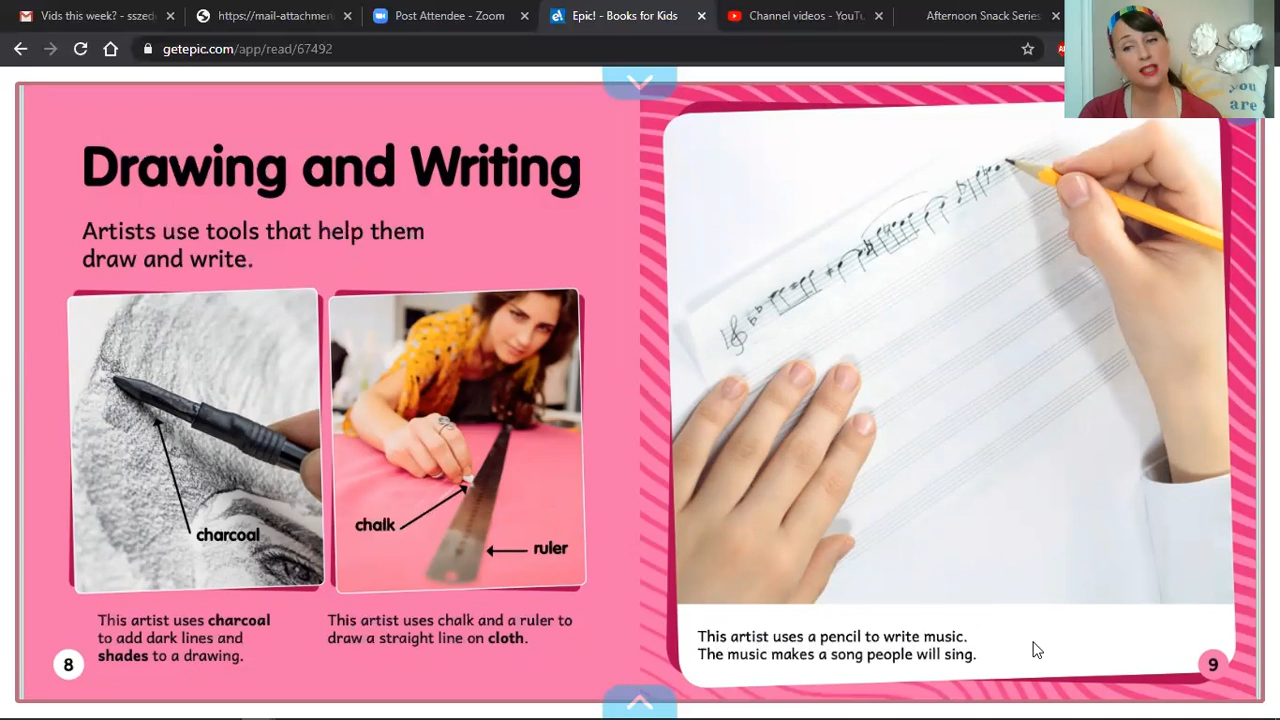 Vids this week? - sszed
https://mail-attachmen
Post Attendee - Zoom
Epic! - Books for Kids
Channel videos - YouTu
Afternoon Snack Series
getepic.com/app/read/67492
you
are
Drawing and Writing
Artists use tools that help them
draw and write.
charcoal
chalk
ruler
This artist uses charcoal
to add dark lines and
shades to a drawing.
This artist uses chalk and a ruler to
draw a straight line on cloth.
8
This artist uses a pencil to write music.
The music makes a song people will sing.
9